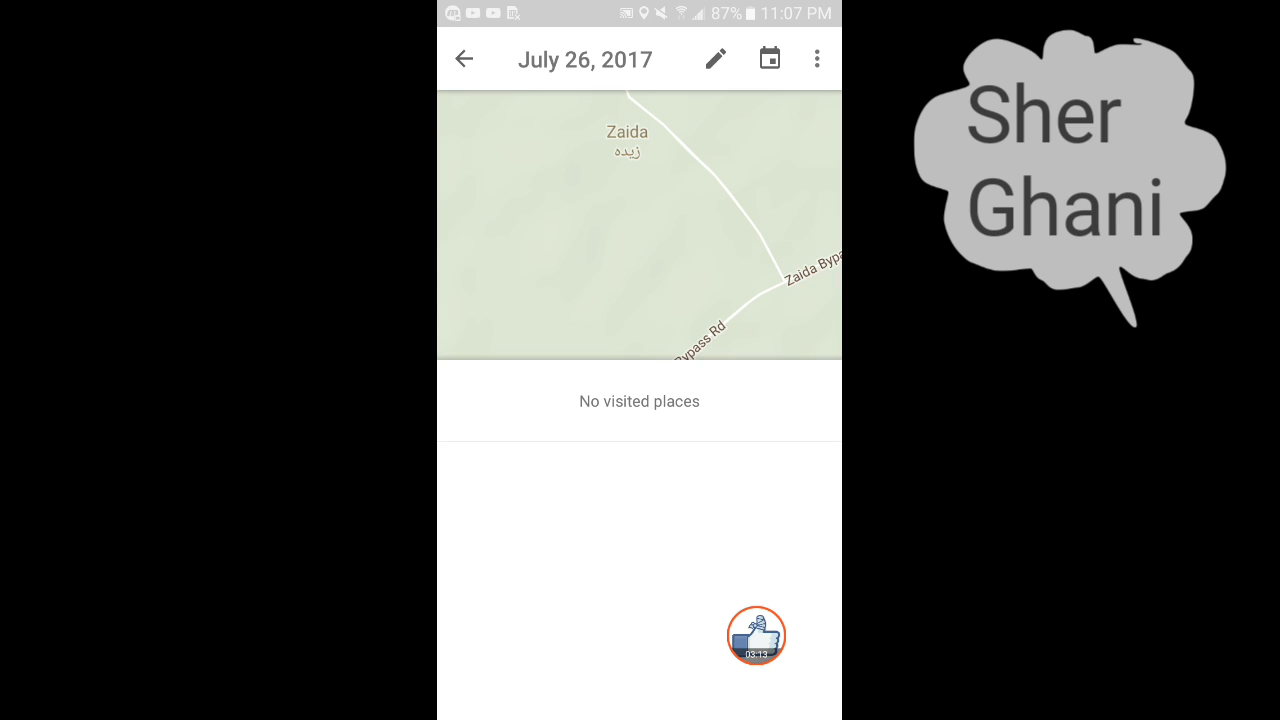 87% 11:07 PM
July 26, 2017
Zaida
زیده
Zaida Bypa
Bypass Rd
No visited places
03:13
Sher
Ghani